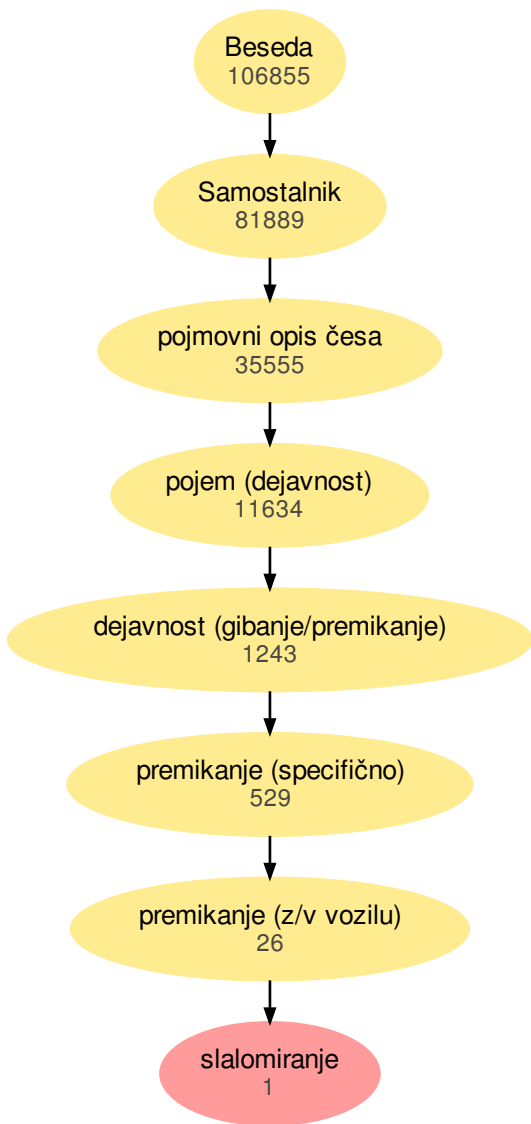 Beseda
106855
Samostalnik
81889
pojmovni opis česa
35555
pojem (dejavnost)
11634
dejavnost (gibanje/premikanje)
1243
premikanje (specifično)
529
premikanje (z/v vozilu)
26
slalomiranje
1